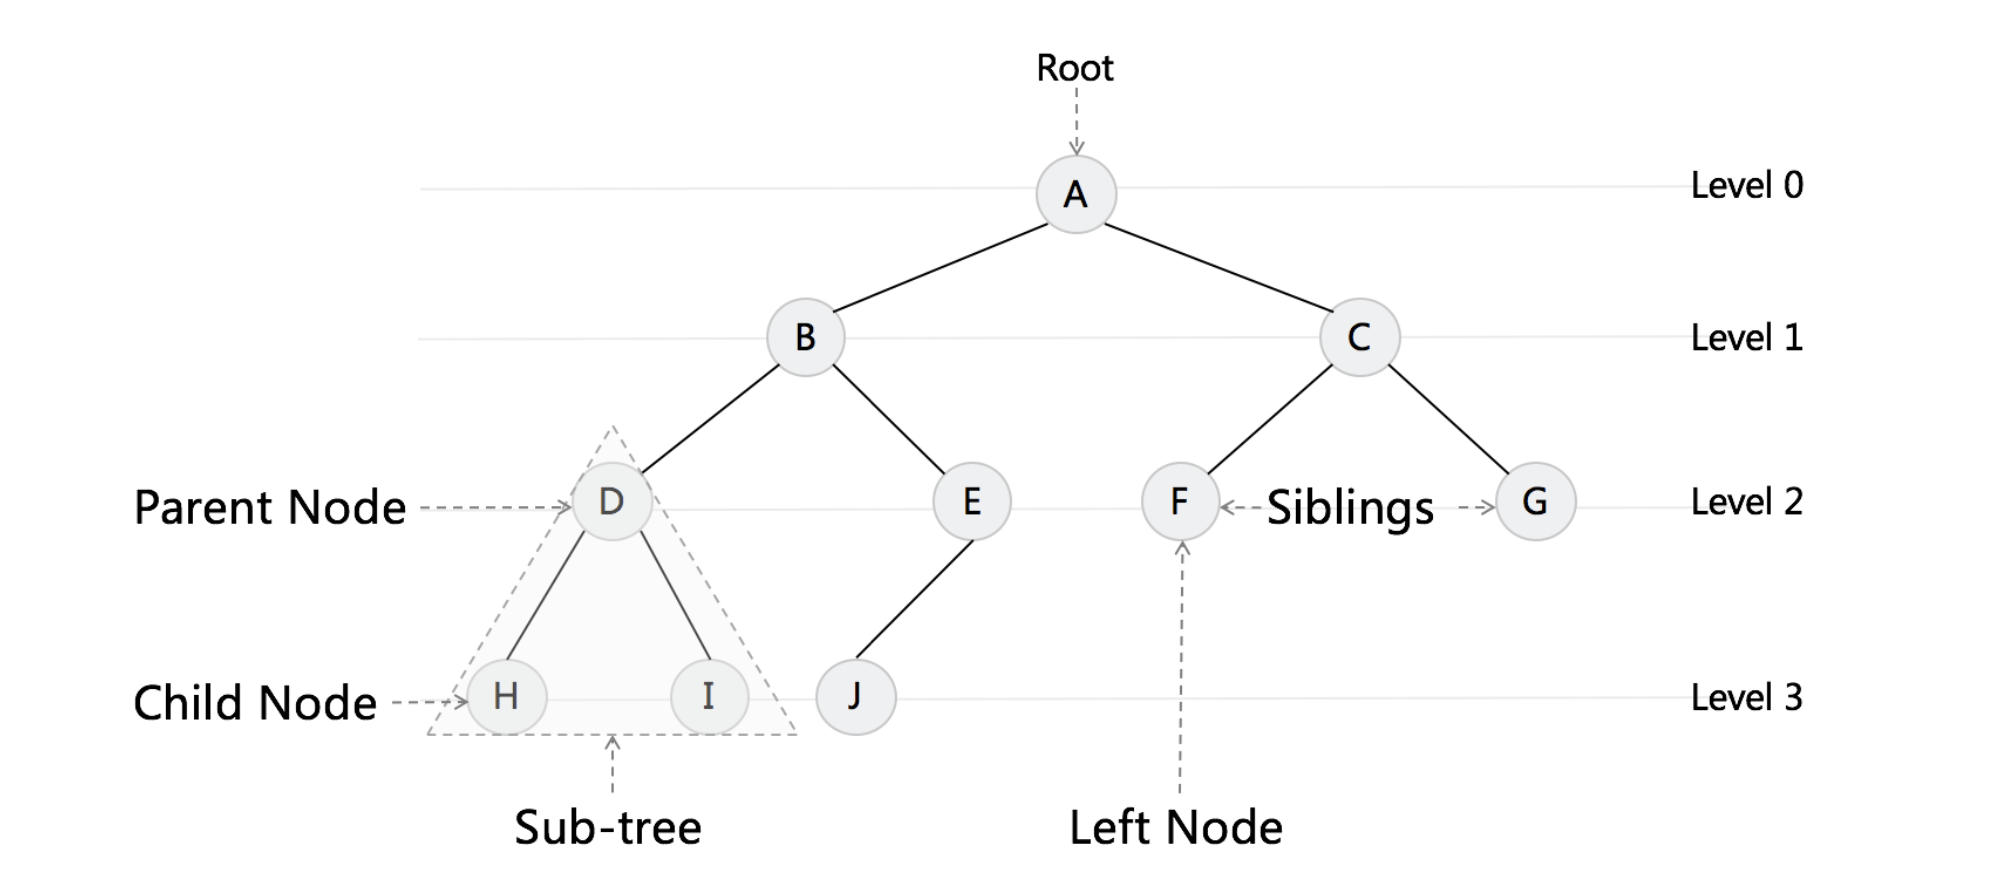 Root
A
Level 0
B
C
Level 1
Parent Node
D
E
F
Siblings
G
Level 2
Child Node
H
I
J
Level 3
Sub-tree
Left Node